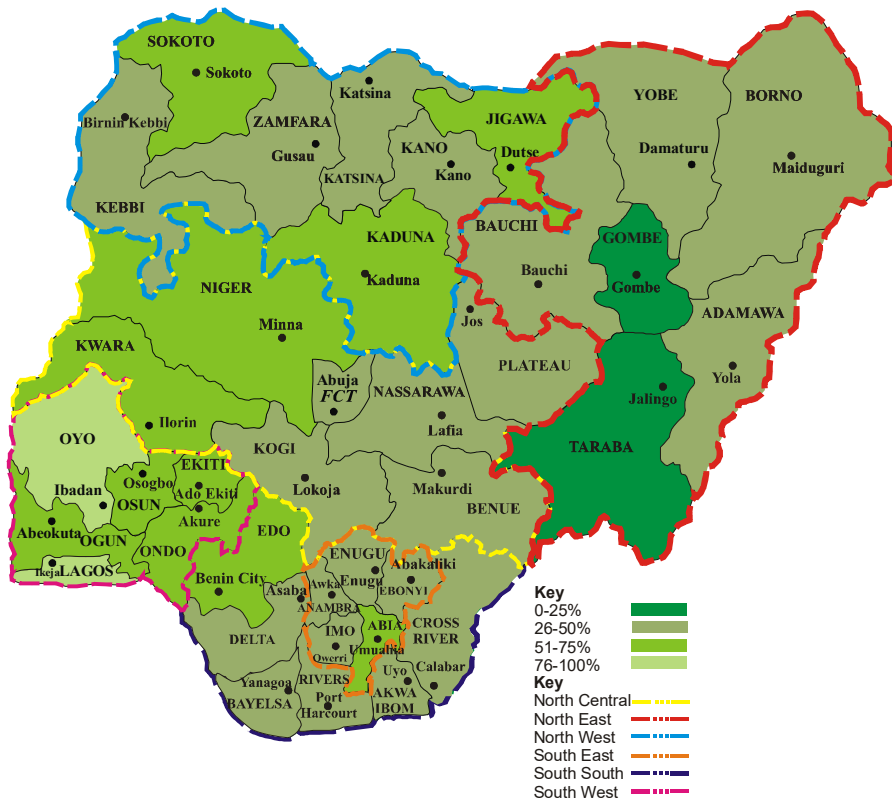 SOKOTO
Sokoto
Birnin Kebbi
KEBBI
ZAMFARA
Gusau
Katsina
KATSINA
KANO
Kano
JIGAWA
Dutse
YOBE
Damaturu
BORNO
Maiduguri
KADUNA
Kaduna
BAUCHI
Bauchi
GOMBE
Gombe
ADAMAWA
Yola
NIGER
Minna
KWARA
Ilorin
Abuja
FCT
NASSARAWA
Lafia
Jos
PLATEAU
Jalingo
TARABA
OYO
Ibadan
KOGI
Lokoja
Makurdi
BENUE
EKITI
Ado Ekiti
Osogbo
OSUN
Akure
Abeokuta
OGUN
ONDO
Ikeja
LAGOS
EDO
Benin City
ENUGU
Enugu
Abakaliki
EBONYI
Asaba
Awka
ANAMBRA
DELTA
IMO
Owerri
ABIA
Umuahia
CROSS
RIVER
Calabar
Uyo
AKWA
IBOM
RIVERS
Port
Harcourt
Yanagoa
BAYELSA
Key
0-25%
26-50%
51-75%
76-100%
Key
North Central
North East
North West
South East
South South
South West